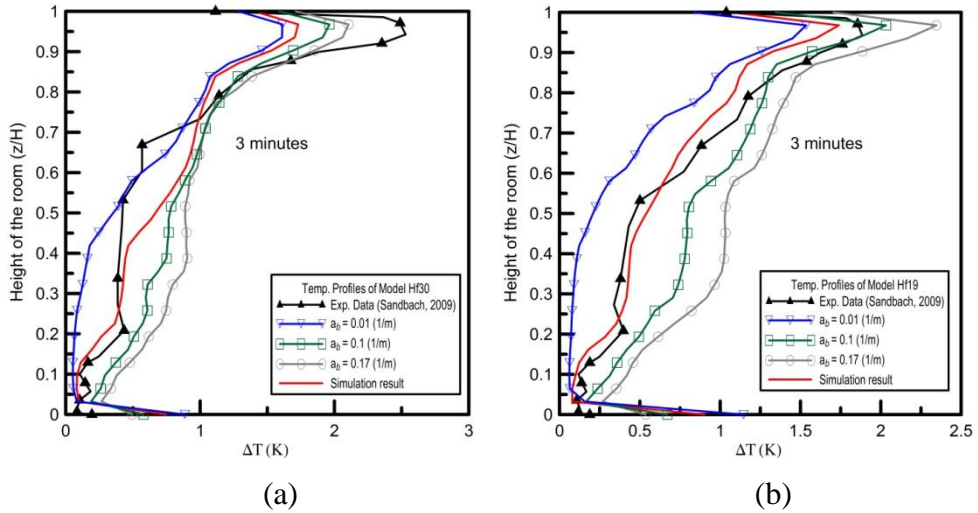 1
0.9
0.8
0.7
0.6
0.5
0.4
0.3
0.2
0.1
0
Height of the room (z/H)
3 minutes
Temp. Profiles of Model Hf30
Exp. Data (Sandbach, 2009)
a_b = 0.01 (1/m)
a_b = 0.1 (1/m)
a_b = 0.17 (1/m)
Simulation result
0 1 2 3
ΔT (K)
(a)
1
0.9
0.8
0.7
0.6
0.5
0.4
0.3
0.2
0.1
0
Height of the room (z/H)
3 minutes
Temp. Profiles of Model Hf19
Exp. Data (Sandbach, 2009)
a_b = 0.01 (1/m)
a_b = 0.1 (1/m)
a_b = 0.17 (1/m)
Simulation result
0 0.5 1 1.5 2 2.5
ΔT (K)
(b)